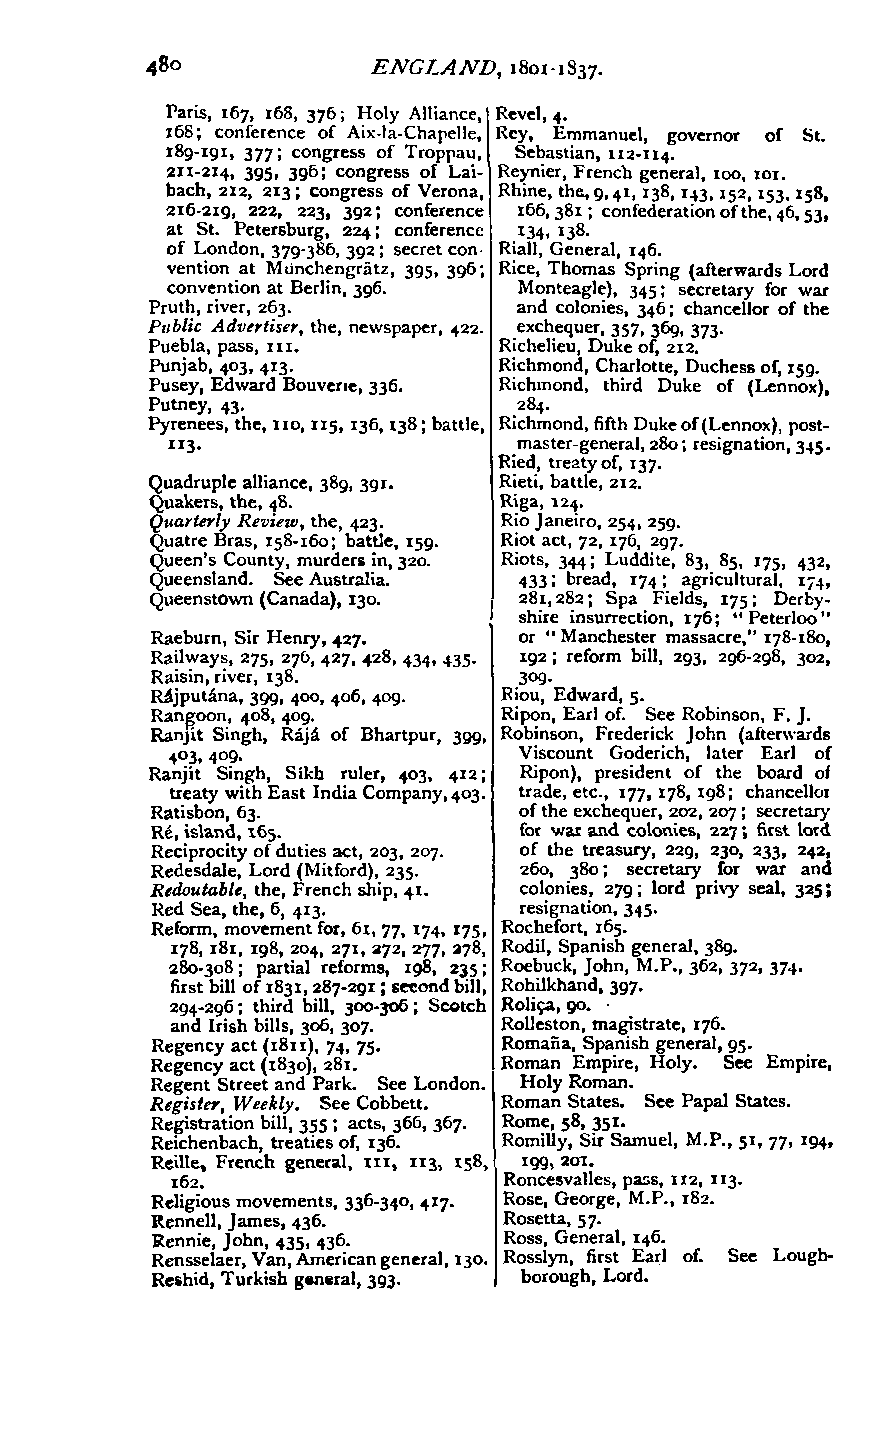 480 ENGLAND, 1801-1837.
Paris, 167, 168, 376; Holy Alliance,
168; conference of Aix-la-Chapelle,
189-191, 377; congress of Troppau,
211-214, 395, 396; congress of Lai-
bach, 212, 213; congress of Verona,
216-219, 222, 223, 392; conference
at St. Petersburg, 224; conference
of London, 379-386, 392; secret con-
vention at Münchengrätz, 395, 396;
convention at Berlin, 396.
Pruth, river, 263.
Public Advertiser, the, newspaper, 422.
Puebla, pass, 111.
Punjab, 403, 413.
Pusey, Edward Bouverie, 336.
Putney, 43.
Pyrenees, the, 110, 115, 136, 138; battle,
113.
Quadruple alliance, 389, 391.
Quakers, the, 48.
Quarterly Review, the, 423.
Quatre Bras, 158-160; battle, 159.
Queen's County, murders in, 320.
Queensland. See Australia.
Queenstown (Canada), 130.
Raeburn, Sir Henry, 427.
Railways, 275, 276, 427, 428, 434, 435.
Raisin, river, 138.
Rájputána, 399, 400, 406, 409.
Rangoon, 408, 409.
Ranjit Singh, Rájá of Bhartpur, 399,
403, 409.
Ranjit Singh, Sikh ruler, 403, 412;
treaty with East India Company, 403.
Ratisbon, 63.
Ré, island, 165.
Reciprocity of duties act, 203, 207.
Redesdale, Lord (Mitford), 235.
Redoutable, the, French ship, 41.
Red Sea, the, 6, 413.
Reform, movement for, 61, 77, 174, 175,
178, 181, 198, 204, 271, 272, 277, 278,
280-308; partial reforms, 198, 235;
first bill of 1831, 287-291; second bill,
294-296; third bill, 300-306; Scotch
and Irish bills, 306, 307.
Regency act (1811), 74, 75.
Regency act (1830), 281.
Regent Street and Park. See London.
Register, Weekly. See Cobbett.
Registration bill, 355; acts, 366, 367.
Reichenbach, treaties of, 136.
Reille, French general, 111, 113, 158,
162.
Religious movements, 336-340, 417.
Rennell, James, 436.
Rennie, John, 435, 436.
Rensselaer, Van, American general, 130.
Reshid, Turkish general, 393.
Revel, 4.
Rey, Emmanuel, governor of St.
Sebastian, 112-114.
Reynier, French general, 100, 101.
Rhine, the, 9, 41, 138, 143, 152, 153, 158,
166, 381; confederation of the, 46, 53,
134, 138.
Riall, General, 146.
Rice, Thomas Spring (afterwards Lord
Monteagle), 345; secretary for war
and colonies, 346; chancellor of the
exchequer, 357, 369, 373.
Richelieu, Duke of, 212.
Richmond, Charlotte, Duchess of, 159.
Richmond, third Duke of (Lennox),
284.
Richmond, fifth Duke of (Lennox), post-
master-general, 280; resignation, 345.
Ried, treaty of, 137.
Rieti, battle, 212.
Riga, 124.
Rio Janeiro, 254, 259.
Riot act, 72, 176, 297.
Riots, 344; Luddite, 83, 85, 175, 432,
433; bread, 174; agricultural, 174,
281, 282; Spa Fields, 175; Derby-
shire insurrection, 176; "Peterloo"
or "Manchester massacre," 178-180,
192; reform bill, 293, 296-298, 302,
309.
Riou, Edward, 5.
Ripon, Earl of. See Robinson, F. J.
Robinson, Frederick John (afterwards
Viscount Goderich, later Earl of
Ripon), president of the board of
trade, etc., 177, 178, 198; chancellor
of the exchequer, 202, 207; secretary
for war and colonies, 227; first lord
of the treasury, 229, 230, 233, 242,
260, 380; secretary for war and
colonies, 279; lord privy seal, 325;
resignation, 345.
Rochefort, 165.
Rodil, Spanish general, 389.
Roebuck, John, M.P., 362, 372, 374.
Rohilkhand, 397.
Roliça, 90.
Rolleston, magistrate, 176.
Romaña, Spanish general, 95.
Roman Empire, Holy. See Empire,
Holy Roman.
Roman States. See Papal States.
Rome, 58, 351.
Romilly, Sir Samuel, M.P., 51, 77, 194,
199, 201.
Roncesvalles, pass, 112, 113.
Rose, George, M.P., 182.
Rosetta, 57.
Ross, General, 146.
Rosslyn, first Earl of. See Lough-
borough, Lord.